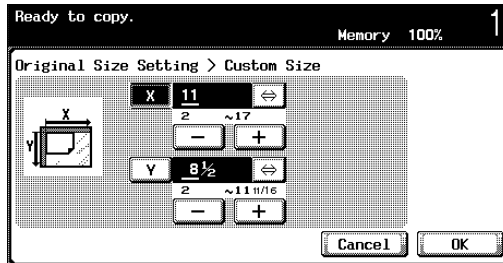 Ready to copy.
Memory 100% 1
Original Size Setting > Custom Size
X 11 ⇔
2 ~17
− +
X
Y
Y 8½ ⇔
2 ~11 11/16
− +
Cancel OK